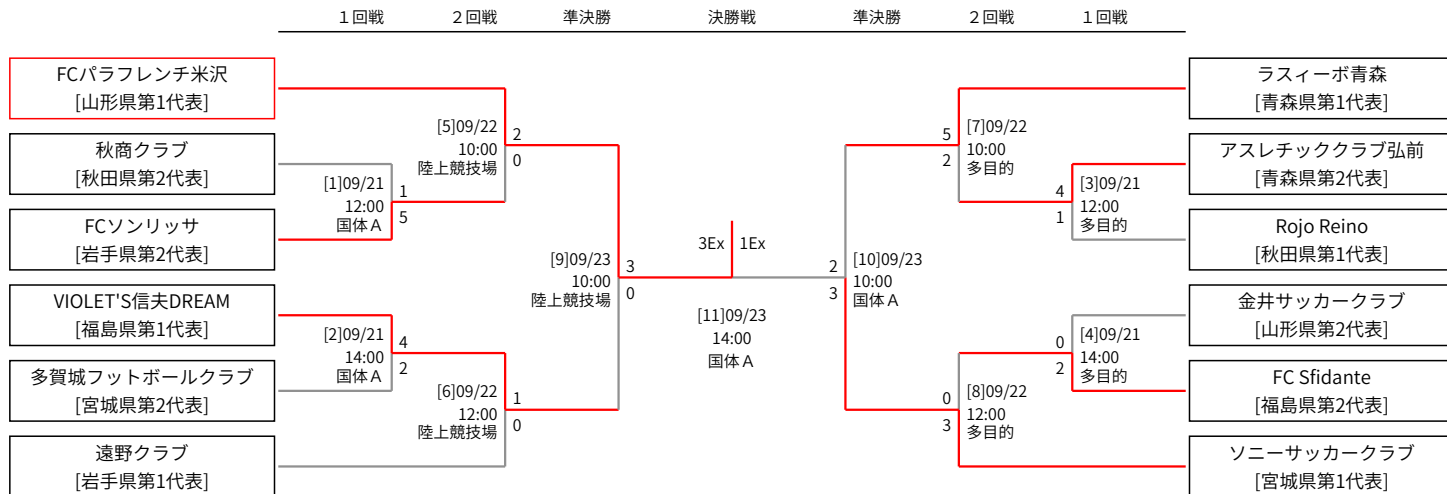 １回戦
２回戦
準決勝
決勝戦
準決勝
２回戦
１回戦
FCパラフレンチ米沢
[山形県第1代表]
秋商クラブ
[秋田県第2代表]
FCソンリッサ
[岩手県第2代表]
VIOLET'S信夫DREAM
[福島県第1代表]
多賀城フットボールクラブ
[宮城県第2代表]
遠野クラブ
[岩手県第1代表]
[1]09/21
12:00
国体Ａ
1
5
[2]09/21
14:00
国体Ａ
4
2
[5]09/22
10:00
陸上競技場
2
0
[6]09/22
12:00
陸上競技場
1
0
[9]09/23
10:00
陸上競技場
3
0
3Ex
1Ex
[11]09/23
14:00
国体Ａ
2
3
[10]09/23
10:00
国体Ａ
5
2
[7]09/22
10:00
多目的
0
3
[8]09/22
12:00
多目的
4
1
[3]09/21
12:00
多目的
0
2
[4]09/21
14:00
多目的
ラスィーボ青森
[青森県第1代表]
アスレチッククラブ弘前
[青森県第2代表]
Rojo Reino
[秋田県第1代表]
金井サッカークラブ
[山形県第2代表]
FC Sfidante
[福島県第2代表]
ソニーサッカークラブ
[宮城県第1代表]